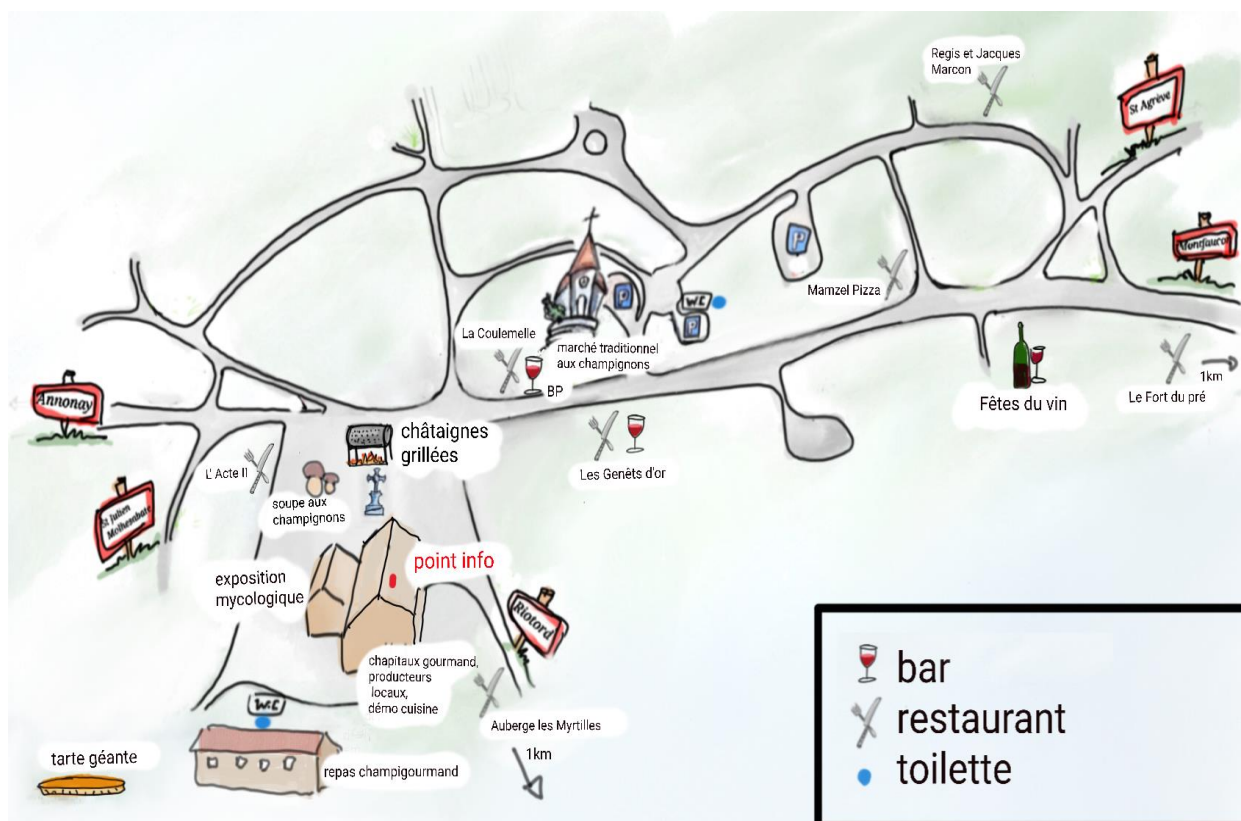 Regis et Jacques
Marcon
St Agrève
Montfaucon
P
Mamzel Pizza
P
W.C
P
La Coulemelle
marché traditionnel
aux champignons
BP
Fêtes du vin
Le Fort du pré
1km
Annonay
châtaignes
grillées
Les Genêts d'or
L' Acte II
soupe aux
champignons
St Julien
Molhesabate
point info
exposition
mycologique
Riotord
chapitaux gourmand,
producteurs
locaux,
démo cuisine
W.C
Auberge les Myrtilles
1km
tarte géante
repas champigourmand
bar
restaurant
toilette